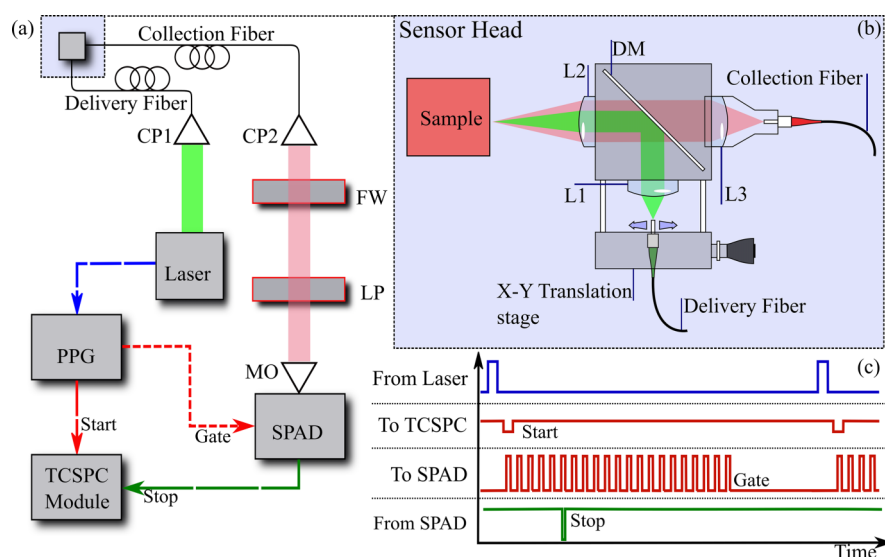 (a)
Collection Fiber
Delivery Fiber
CP1
CP2
FW
Laser
LP
PPG
MO
Start
Gate
SPAD
TCSPC
Module
Stop
Sensor Head
(b)
DM
L2
Collection Fiber
Sample
L1
L3
X-Y Translation
stage
Delivery Fiber
(c)
From Laser
To TCSPC
Start
To SPAD
Gate
From SPAD
Stop
Time